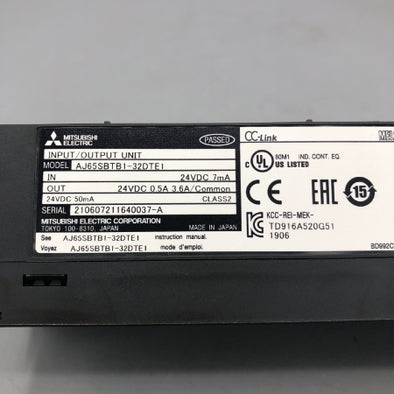 MITSUBISHI
ELECTRIC
PASSED
INPUT/OUTPUT UNIT
MODEL AJ65SBTB1-32DTE1
IN 24VDC 7mA
OUT 24VDC 0.5A 3.6A/Common
24VDC 50mA CLASS2
SERIAL 210607211640037-A
MITSUBISHI ELECTRIC CORPORATION
TOKYO 100-8310, JAPAN MADE IN JAPAN
See AJ65SBTB1-32DTE1 instruction manual.
Voyez AJ65SBTB1-32DTE1 mode d'emploi.
CC-Link
C UL US LISTED
80M1 IND. CONT. EQ.
CE EAC 15
KCC-REI-MEK-
TD916A520G51
1906
BD992C